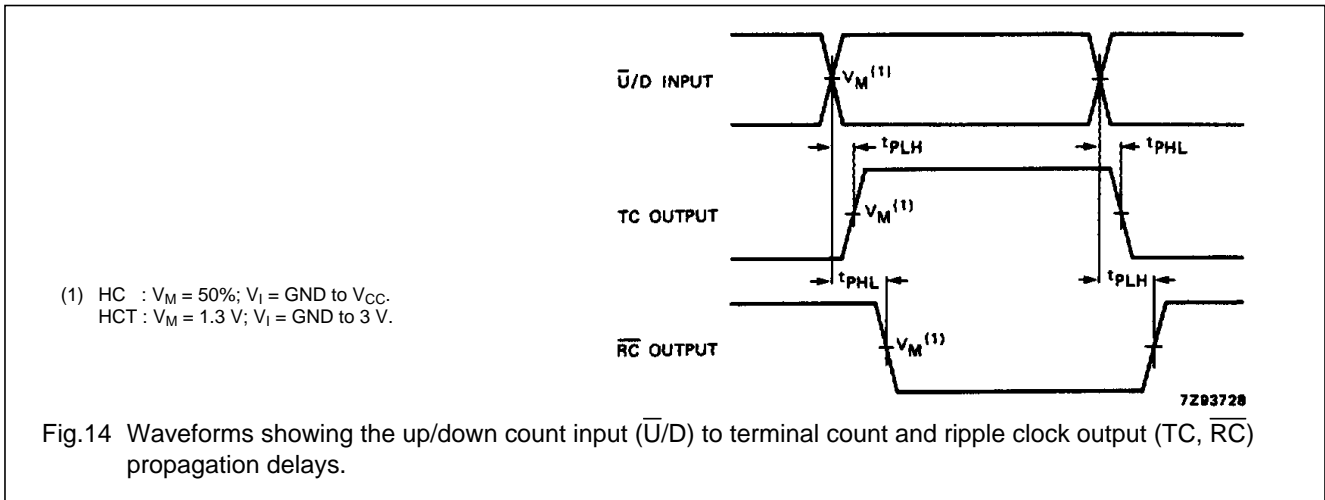 U̅/D INPUT
V_M (1)
t_PLH
t_PHL
TC OUTPUT
V_M (1)
t_PHL
t_PLH
(1) HC : V_M = 50%; V_I = GND to V_CC.
HCT : V_M = 1.3 V; V_I = GND to 3 V.
R̅C̅ OUTPUT
V_M (1)
7Z93728
Fig.14 Waveforms showing the up/down count input (U̅/D) to terminal count and ripple clock output (TC, R̅C̅)
propagation delays.